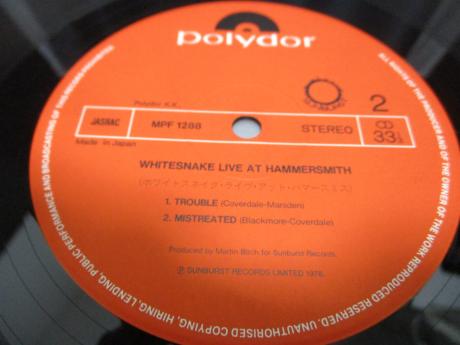 polydor
SUNBURST
2
Polydor K.K.
JASRAC
MPF 1288
STEREO
CD
33⅓
Made in Japan
WHITESNAKE LIVE AT HAMMERSMITH
(ホワイトスネイク・ライヴ・アット・ハマースミス)
1. TROUBLE (Coverdale-Marsden)
2. MISTREATED (Blackmore-Coverdale)
Produced by Martin Birch for Sunburst Records.
Ⓟ SUNBURST RECORDS LIMITED 1978.
ALL RIGHTS OF THE PRODUCER AND OF THE OWNER OF THE WORK REPRODUCED RESERVED. UNAUTHORISED COPYING, HIRING, LENDING, PUBLIC PERFORMANCE AND BROADCASTING OF THIS RECORD PROHIBITED